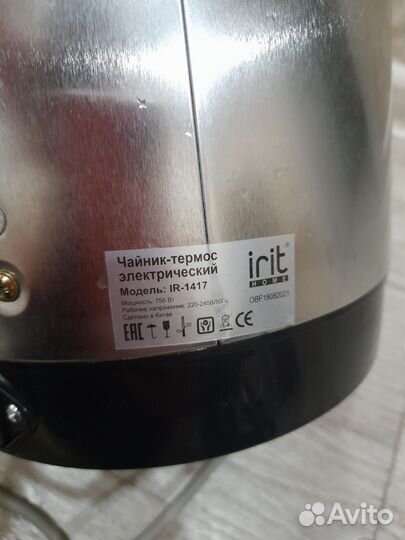 Чайник-термос
электрический
Модель: IR-1417
Мощность: 750 Вт
Рабочее напряжение: 220-240В/50Гц
Сделано в Китае
irit
HOME
OBF18082021
EAC
CE
Avito